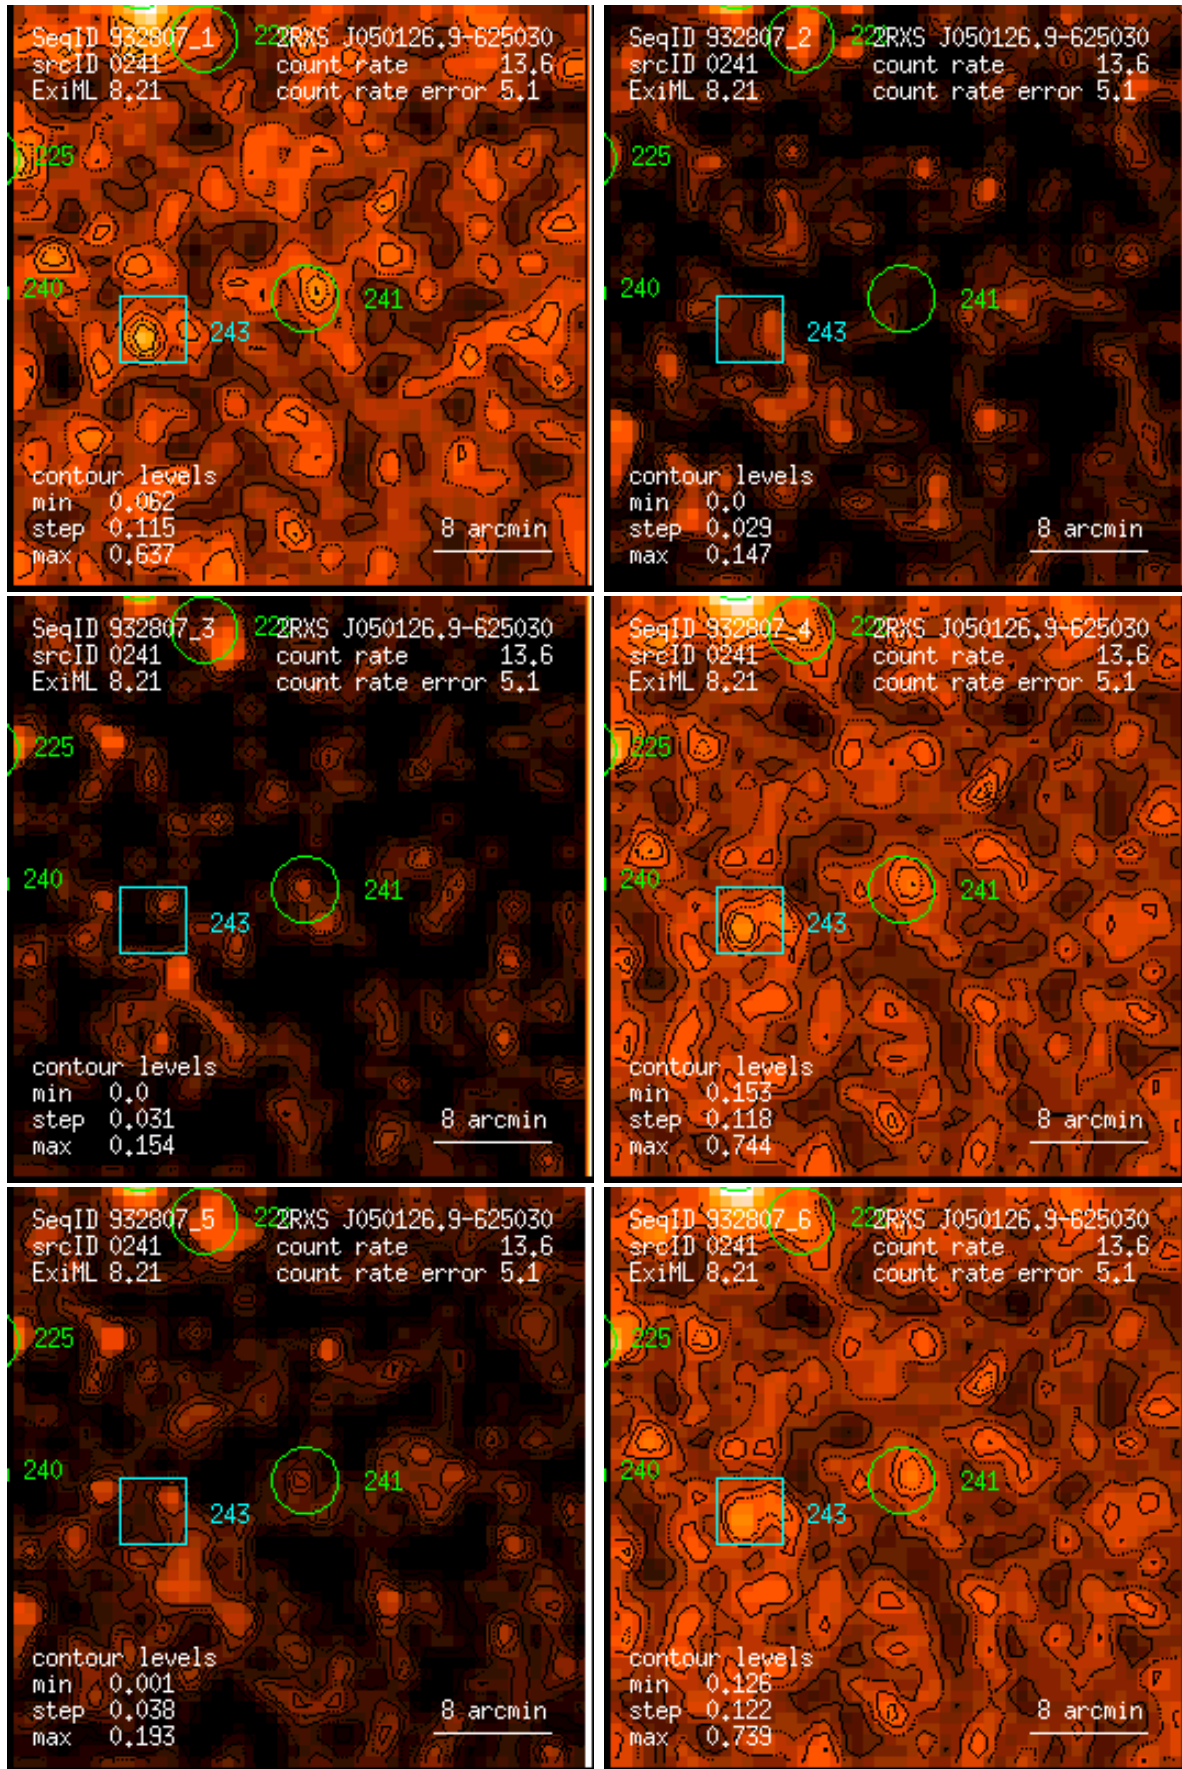 SeqID 932807_1 2RXS J050126.9-625030
srcID 0241 count rate 13.6
ExiML 8.21 count rate error 5.1
225
240
241
243
contour levels
min 0.062
step 0.115
max 0.637
8 arcmin
SeqID 932807_2 2RXS J050126.9-625030
srcID 0241 count rate 13.6
ExiML 8.21 count rate error 5.1
225
240
241
243
contour levels
min 0.0
step 0.029
max 0.147
8 arcmin
SeqID 932807_3 2RXS J050126.9-625030
srcID 0241 count rate 13.6
ExiML 8.21 count rate error 5.1
225
240
241
243
contour levels
min 0.0
step 0.031
max 0.154
8 arcmin
SeqID 932807_4 2RXS J050126.9-625030
srcID 0241 count rate 13.6
ExiML 8.21 count rate error 5.1
225
240
241
243
contour levels
min 0.153
step 0.118
max 0.744
8 arcmin
SeqID 932807_5 2RXS J050126.9-625030
srcID 0241 count rate 13.6
ExiML 8.21 count rate error 5.1
225
240
241
243
contour levels
min 0.001
step 0.038
max 0.193
8 arcmin
SeqID 932807_6 2RXS J050126.9-625030
srcID 0241 count rate 13.6
ExiML 8.21 count rate error 5.1
225
240
241
243
contour levels
min 0.126
step 0.122
max 0.739
8 arcmin